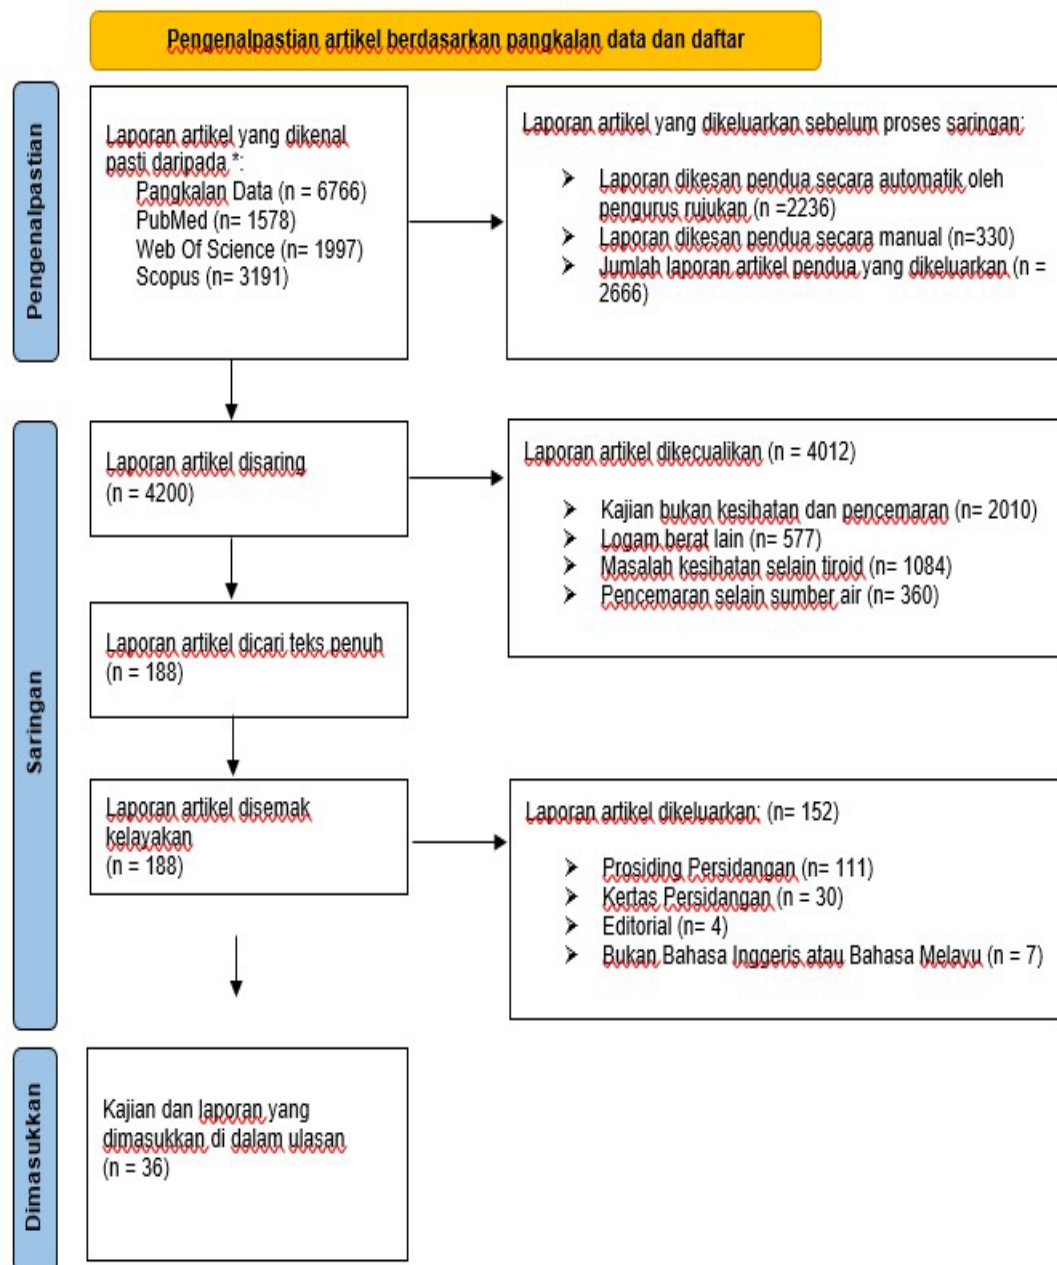 Pengenalpastian artikel berdasarkan pangkalan data dan daftar
Pengenalpastian
Laporan artikel yang dikenal
pasti daripada *:
Pangkalan Data (n = 6766)
PubMed (n= 1578)
Web Of Science (n= 1997)
Scopus (n= 3191)
Laporan artikel yang dikeluarkan sebelum proses saringan:
➢ Laporan dikesan pendua secara automatik oleh
pengurus rujukan (n =2236)
➢ Laporan dikesan pendua secara manual (n=330)
➢ Jumlah laporan artikel pendua yang dikeluarkan (n =
2666)
Saringan
Laporan artikel disaring
(n = 4200)
Laporan artikel dikecualikan (n = 4012)
➢ Kajian bukan kesihatan dan pencemaran (n= 2010)
➢ Logam berat lain (n= 577)
➢ Masalah kesihatan selain tiroid (n= 1084)
➢ Pencemaran selain sumber air (n= 360)
Laporan artikel dicari teks penuh
(n = 188)
Laporan artikel disemak
kelayakan
(n = 188)
Laporan artikel dikeluarkan: (n= 152)
➢ Prosiding Persidangan (n= 111)
➢ Kertas Persidangan (n = 30)
➢ Editorial (n= 4)
➢ Bukan Bahasa Inggeris atau Bahasa Melayu (n = 7)
Dimasukkan
Kajian dan laporan yang
dimasukkan di dalam ulasan
(n = 36)